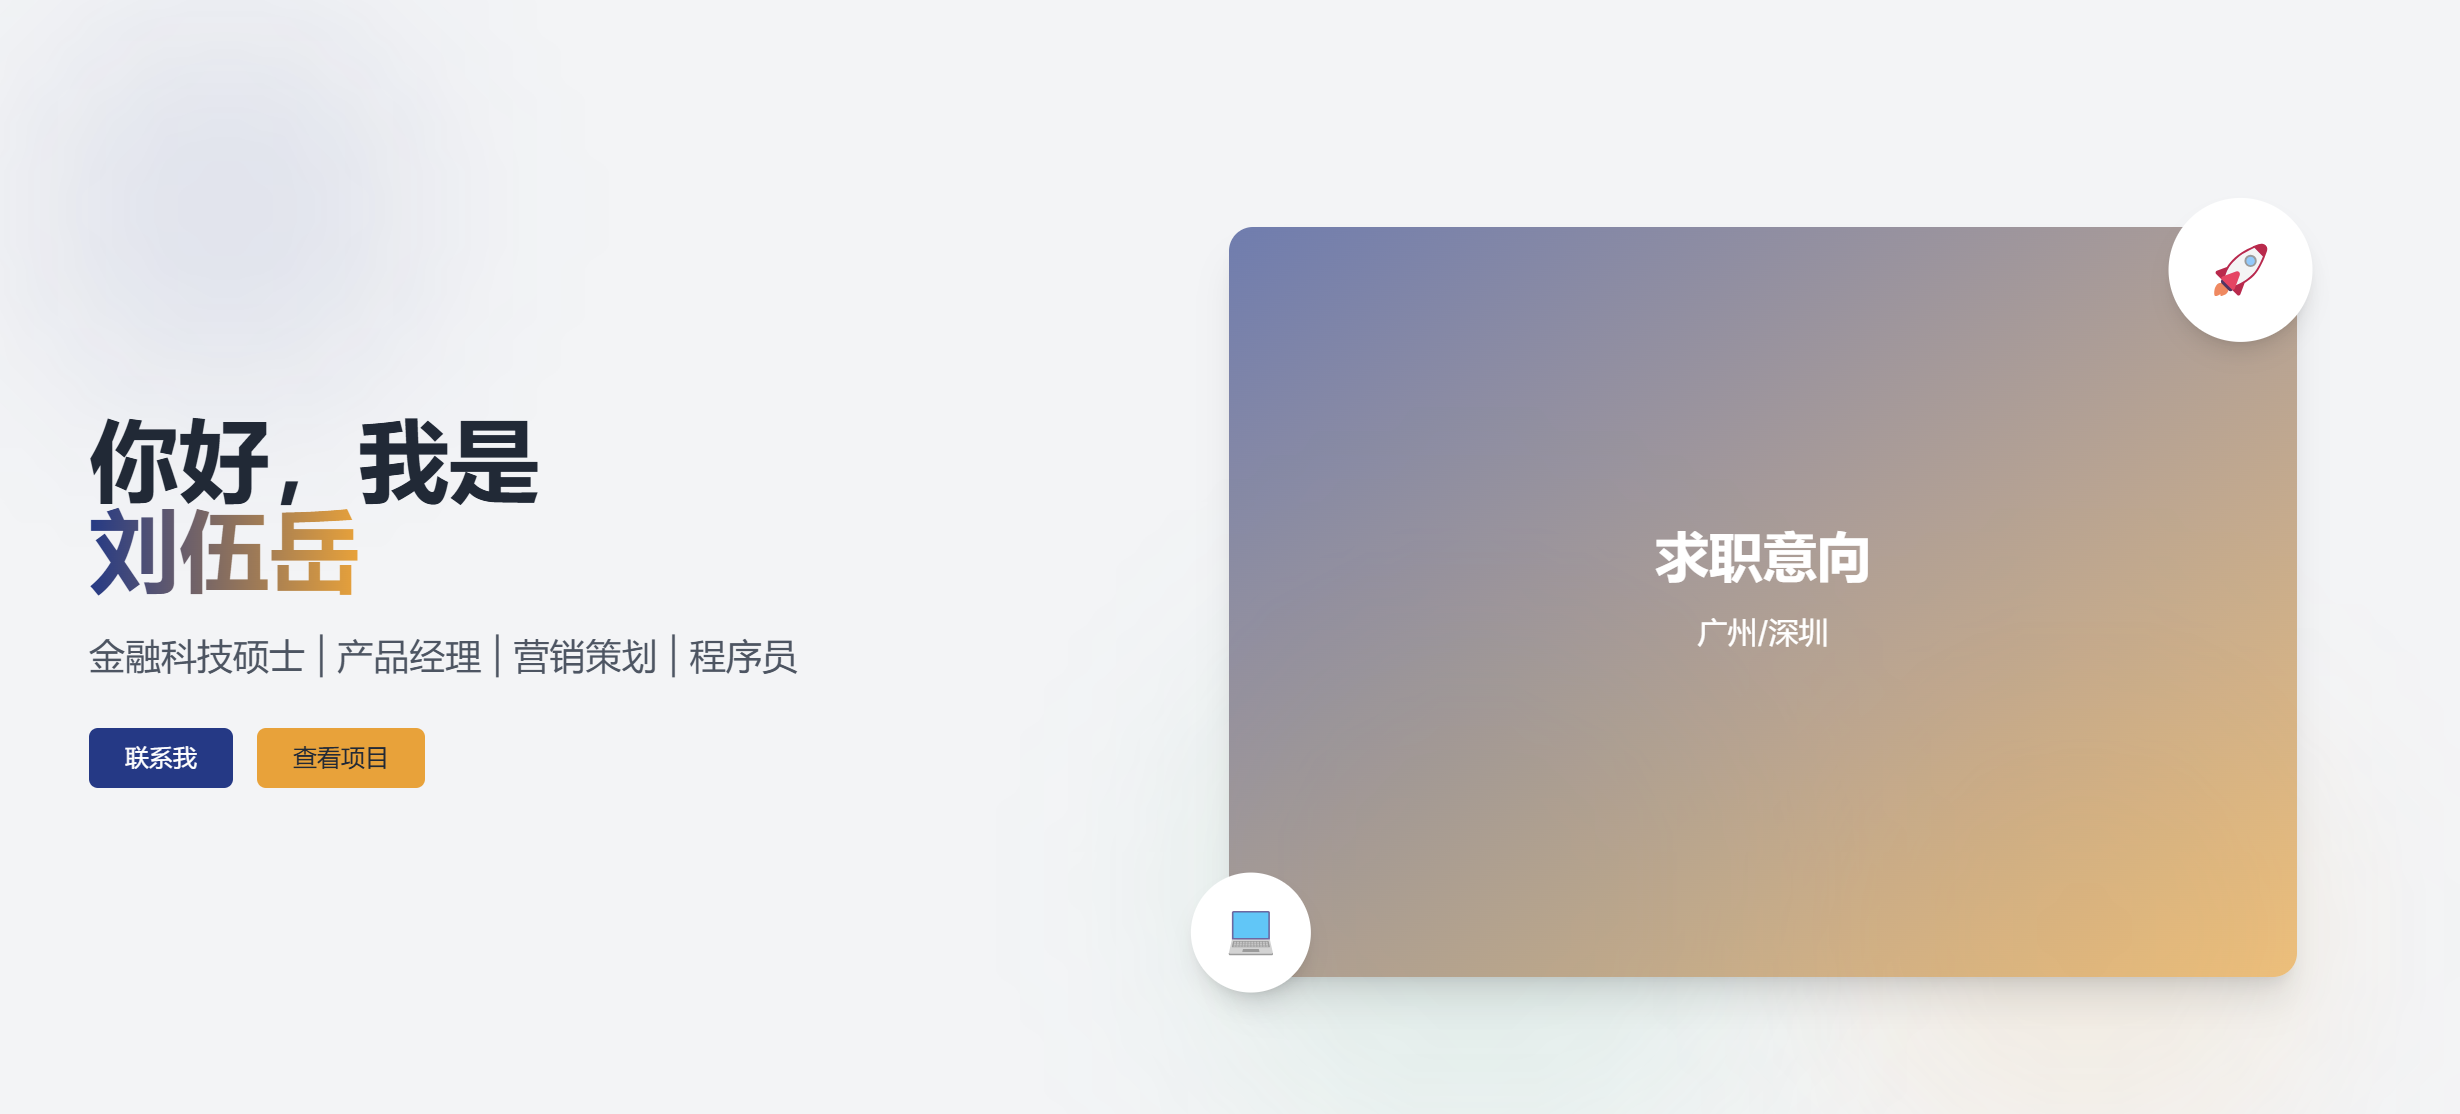 你好，我是
刘伍岳
金融科技硕士 | 产品经理 | 营销策划 | 程序员
联系我
查看项目
求职意向
广州/深圳